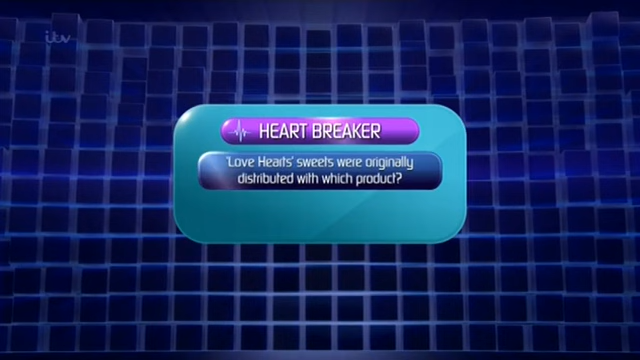 itv
HEART BREAKER
'Love Hearts' sweets were originally
distributed with which product?